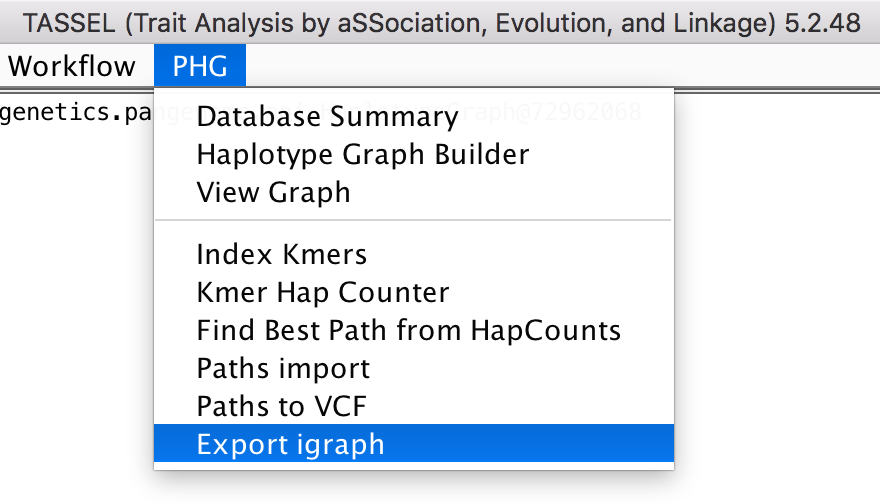 TASSEL (Trait Analysis by aSSociation, Evolution, and Linkage) 5.2.48
Workflow PHG
genetics.pa
Database Summary
Haplotype Graph Builder
View Graph
Index Kmers
Kmer Hap Counter
Find Best Path from HapCounts
Paths import
Paths to VCF
Export igraph